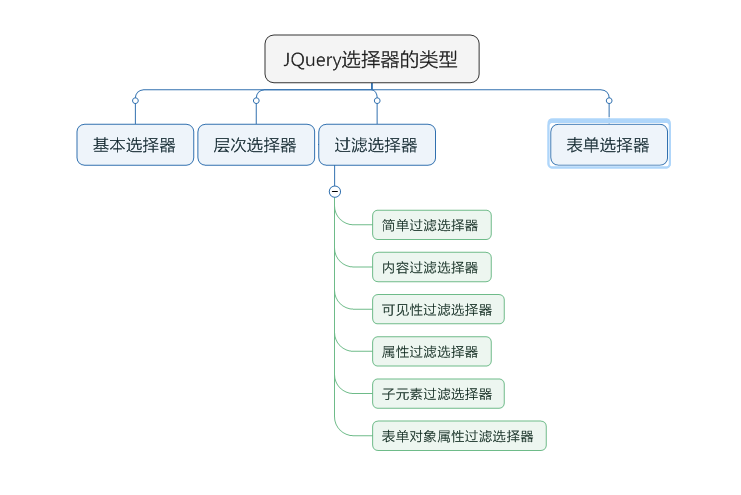 JQuery选择器的类型
基本选择器
层次选择器
过滤选择器
表单选择器
简单过滤选择器
内容过滤选择器
可见性过滤选择器
属性过滤选择器
子元素过滤选择器
表单对象属性过滤选择器